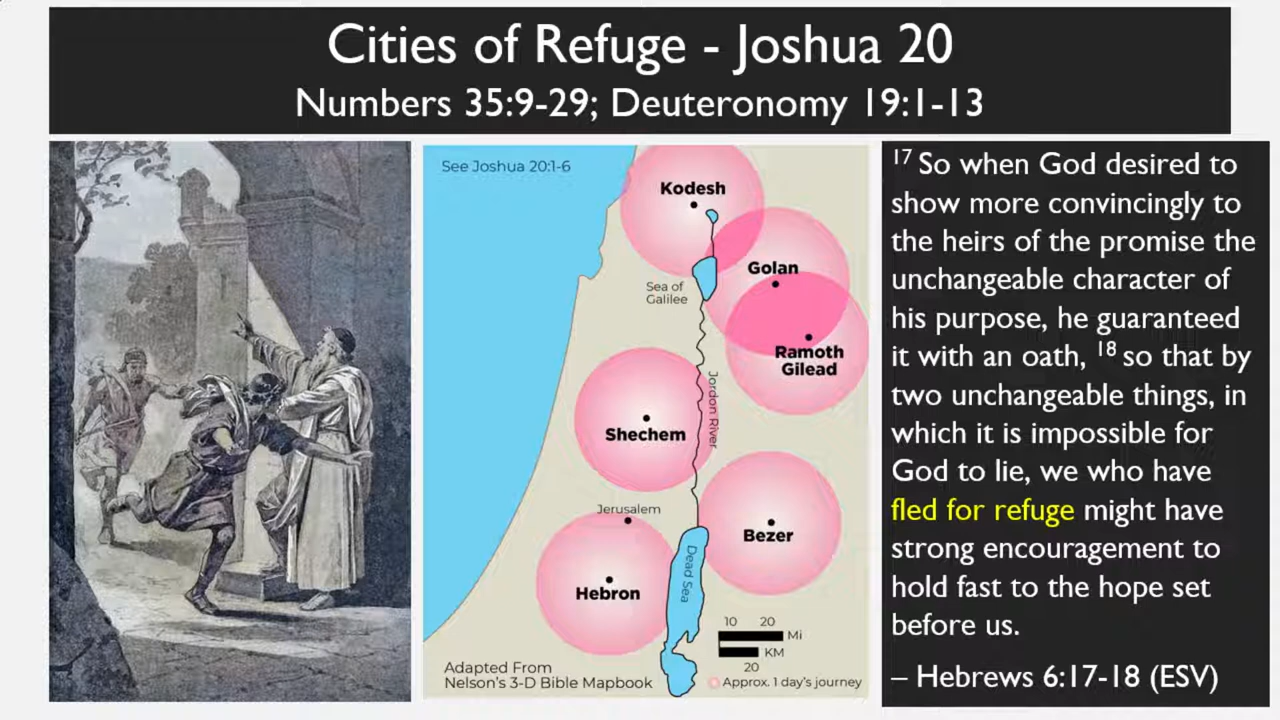 Cities of Refuge - Joshua 20
Numbers 35:9-29; Deuteronomy 19:1-13
See Joshua 20:1-6
Kodesh
Golan
Sea of
Galilee
Ramoth
Gilead
Jordon River
Shechem
Jerusalem
Bezer
Dead Sea
Hebron
10 20
Mi
KM
20
Adapted From
Nelson's 3-D Bible Mapbook
Approx. 1 day's journey
17 So when God desired to
show more convincingly to
the heirs of the promise the
unchangeable character of
his purpose, he guaranteed
it with an oath, 18 so that by
two unchangeable things, in
which it is impossible for
God to lie, we who have
fled for refuge might have
strong encouragement to
hold fast to the hope set
before us.
– Hebrews 6:17-18 (ESV)